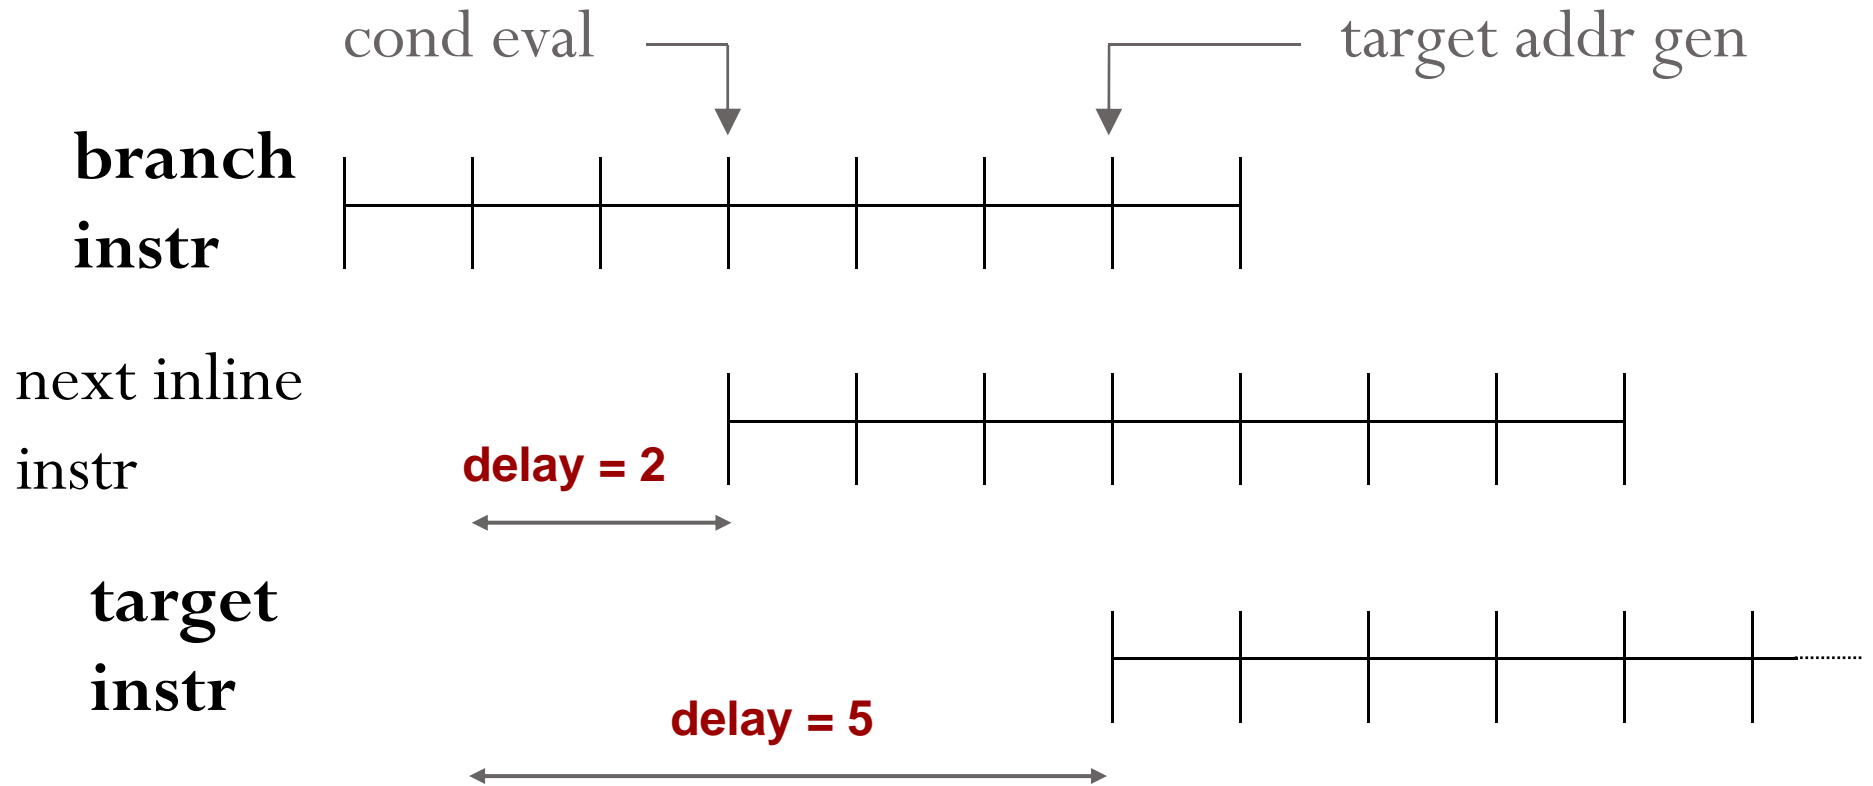 cond eval
target addr gen
branch
instr
next inline
instr
delay = 2
target
instr
delay = 5